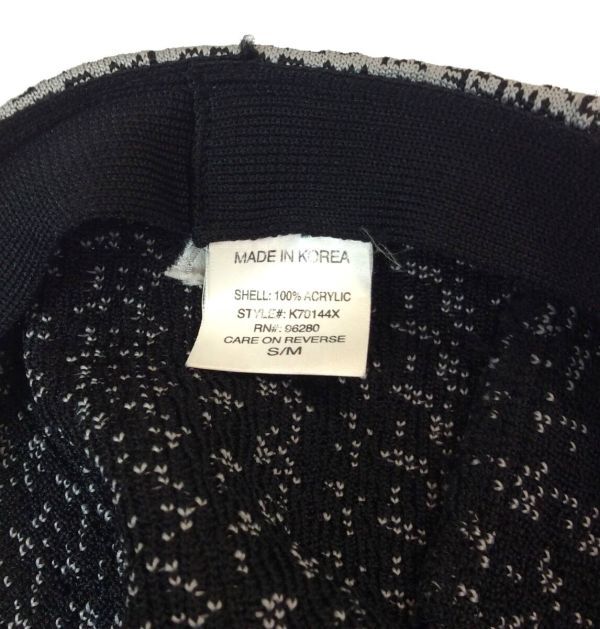 MADE IN KOREA
SHELL: 100% ACRYLIC
STYLE#: K70144X
RN#: 96280
CARE ON REVERSE
S/M